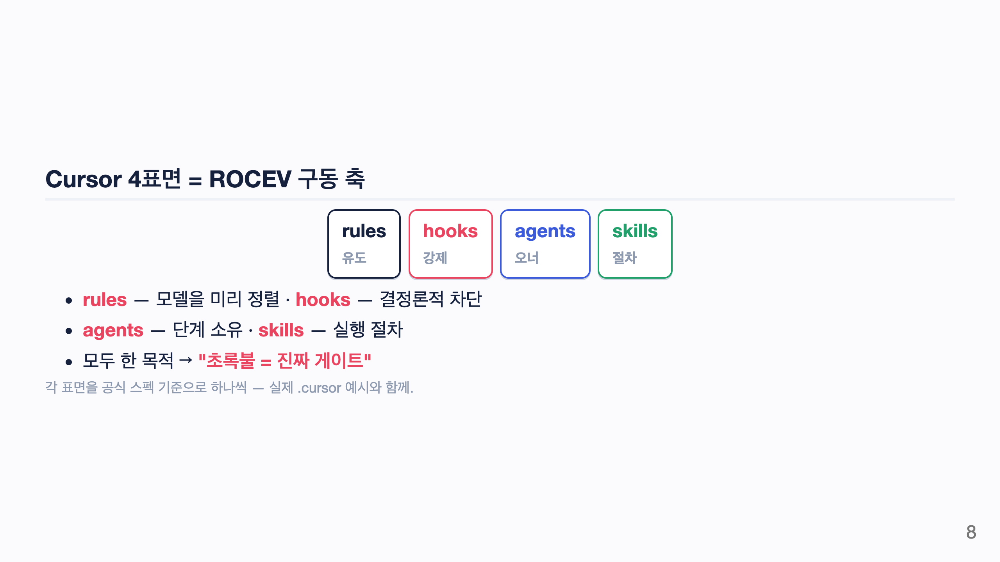 Cursor 4표면 = ROCEV 구동 축
rules hooks agents skills
유도 강제 오너 절차
• rules — 모델을 미리 정렬 · hooks — 결정론적 차단
• agents — 단계 소유 · skills — 실행 절차
• 모두 한 목적 → "초록불 = 진짜 게이트"
각 표면을 공식 스펙 기준으로 하나씩 — 실제 .cursor 예시와 함께.
8